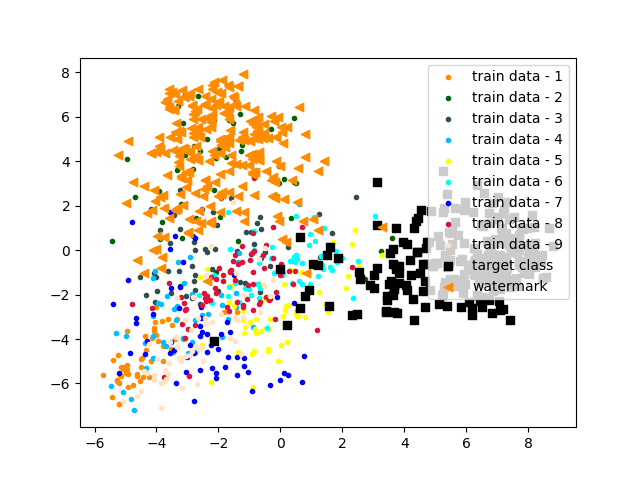 train data - 1
train data - 2
train data - 3
train data - 4
train data - 5
train data - 6
train data - 7
train data - 8
train data - 9
target class
watermark
8
6
4
2
0
−2
−4
−6
−6 −4 −2 0 2 4 6 8